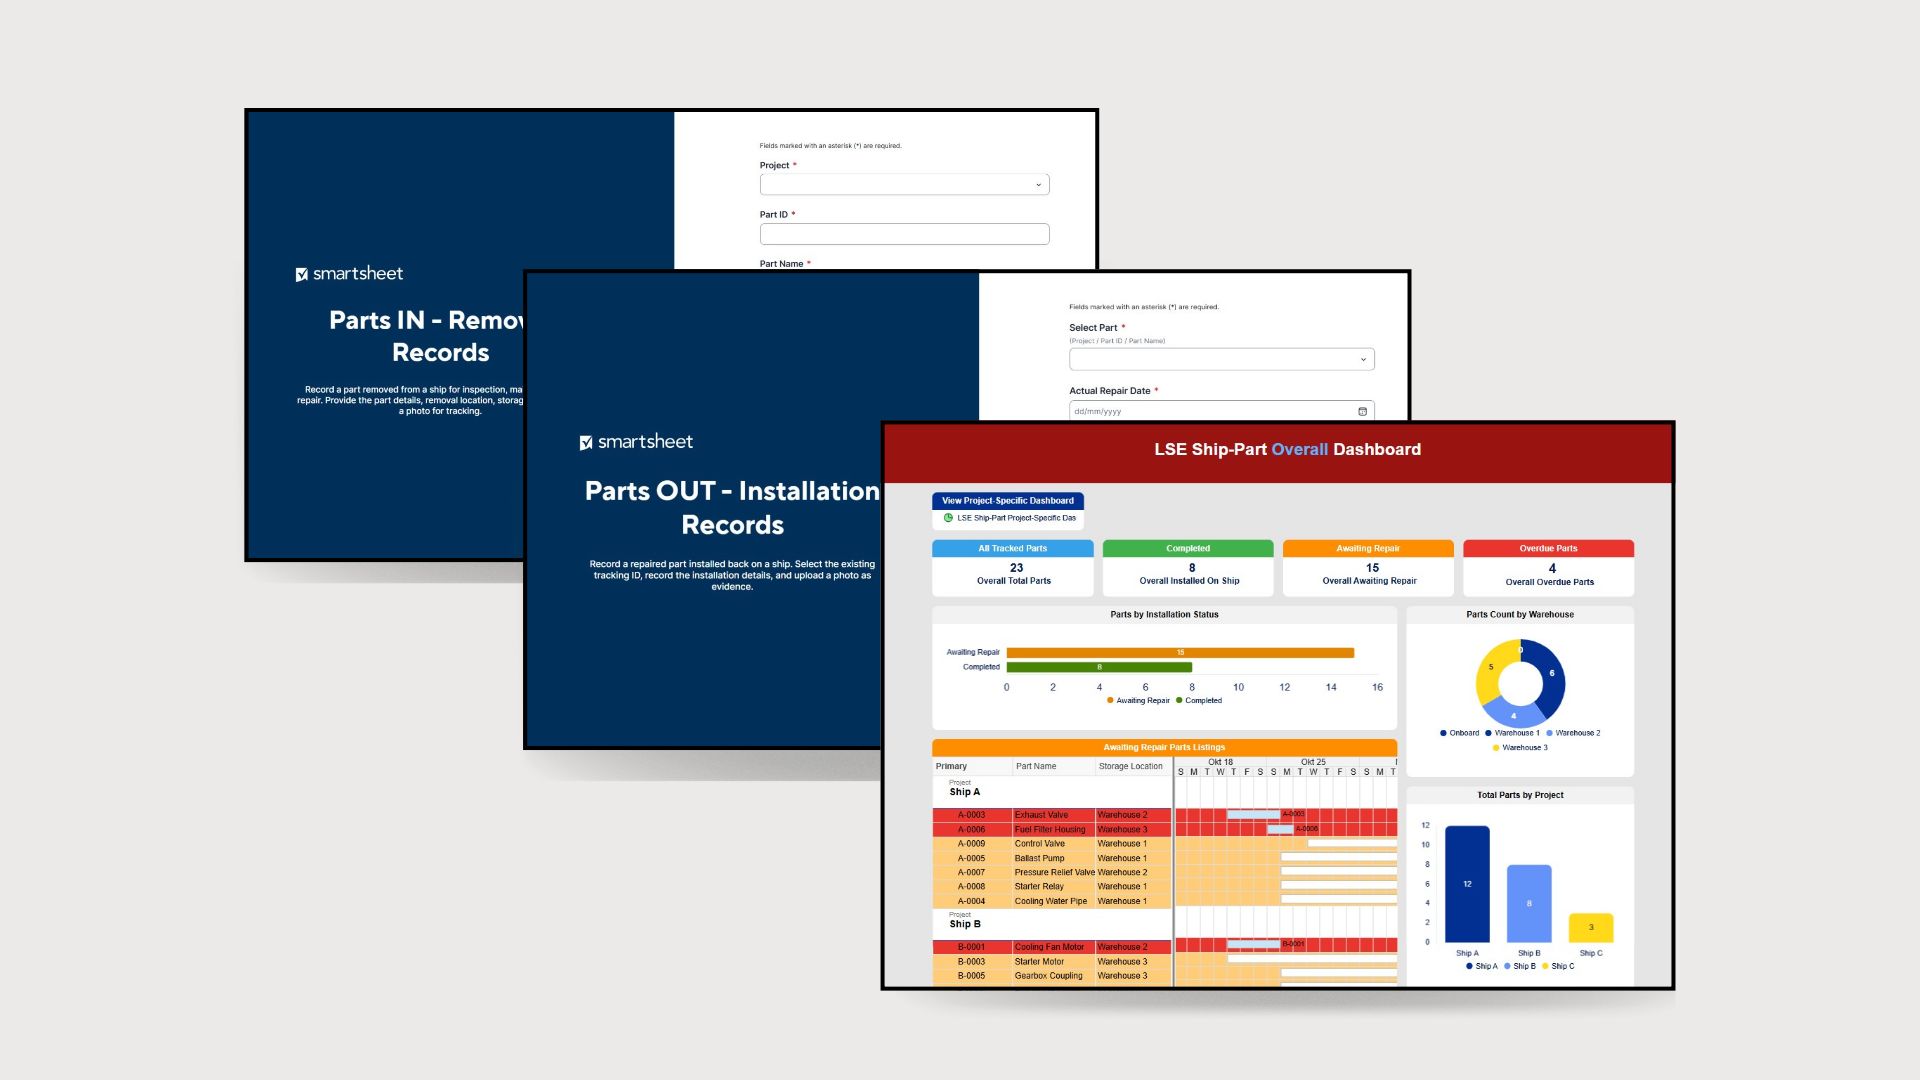 Fields marked with an asterisk (*) are required.
Project *
Part ID *
Part Name *
smartsheet
Parts IN - Remov
Records
Record a part removed from a ship for inspection, ma
repair. Provide the part details, removal location, storag
a photo for tracking.
Fields marked with an asterisk (*) are required.
Select Part *
(Project / Part ID / Part Name)
Actual Repair Date *
dd/mm/yyyy
smartsheet
Parts OUT - Installation
Records
Record a repaired part installed back on a ship. Select the existing
tracking ID, record the installation details, and upload a photo as
evidence.
LSE Ship-Part Overall Dashboard
View Project-Specific Dashboard
LSE Ship-Part Project-Specific Das
All Tracked Parts
23
Overall Total Parts
Completed
8
Overall Installed On Ship
Awaiting Repair
15
Overall Awaiting Repair
Overdue Parts
4
Overall Overdue Parts
Parts by Installation Status
Awaiting Repair 15
Completed 8
0 2 4 6 8 10 12 14 16
Awaiting Repair Completed
Parts Count by Warehouse
0
6
4
5
Onboard Warehouse 1 Warehouse 2
Warehouse 3
Awaiting Repair Parts Listings
Primary Part Name Storage Location
Okt 18 Okt 25
S M T W T F S S M T W T F S S M T
Project
Ship A
A-0003 Exhaust Valve Warehouse 2 A-0003
A-0006 Fuel Filter Housing Warehouse 3 A-0006
A-0009 Control Valve Warehouse 1
A-0005 Ballast Pump Warehouse 1
A-0007 Pressure Relief Valve Warehouse 2
A-0008 Starter Relay Warehouse 1
A-0004 Cooling Water Pipe Warehouse 1
Project
Ship B
B-0001 Cooling Fan Motor Warehouse 2 B-0001
B-0003 Starter Motor Warehouse 3
B-0005 Gearbox Coupling Warehouse 3
Total Parts by Project
12
10
8
6
4
2
0
12
8
3
Ship A Ship B Ship C
Ship A Ship B Ship C